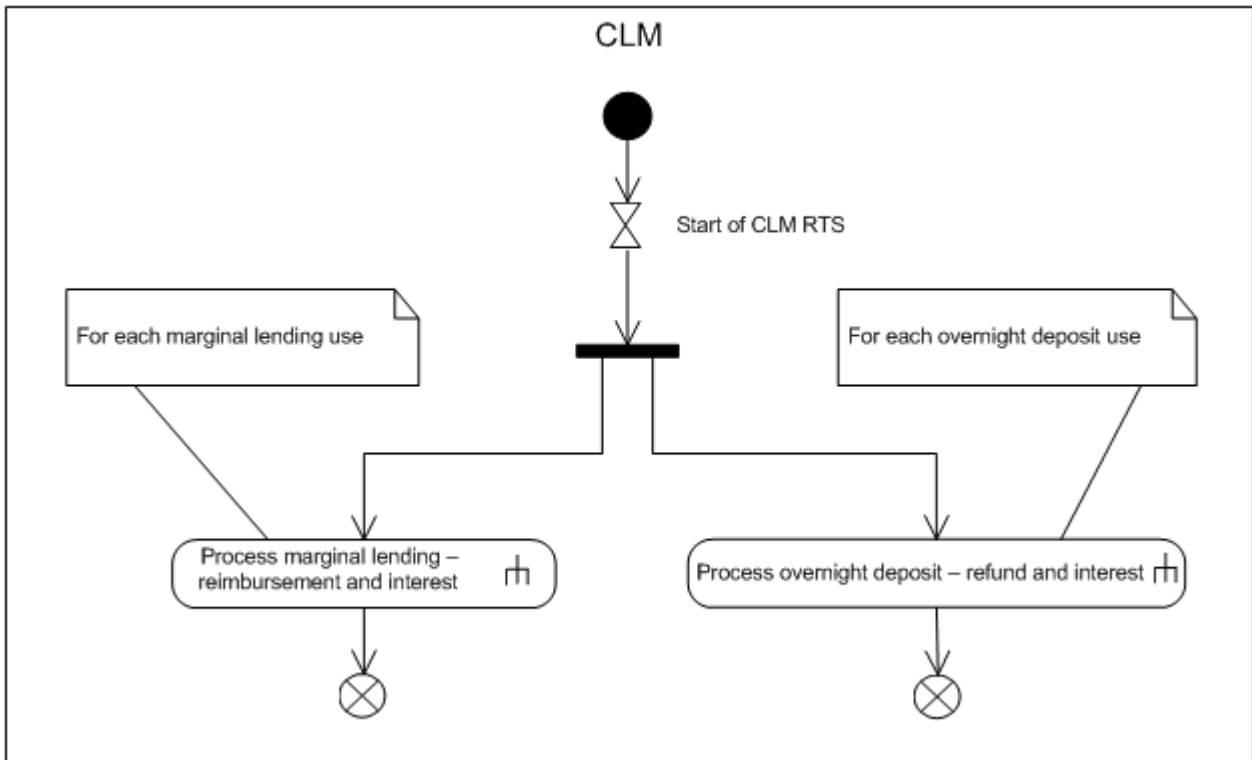 CLM
Start of CLM RTS
For each marginal lending use
For each overnight deposit use
Process marginal lending –
reimbursement and interest
Process overnight deposit – refund and interest